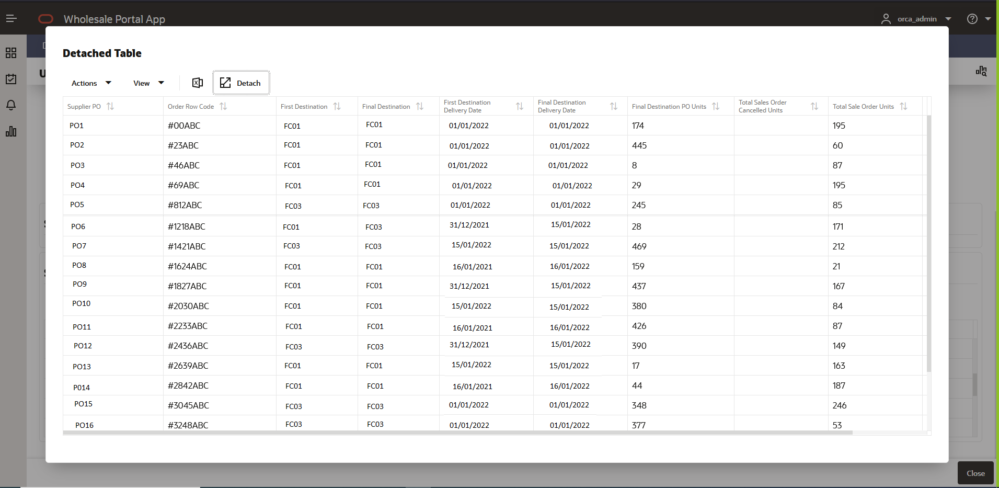 Wholesale Portal App
orca_admin
Detached Table
Actions View Detach
Supplier PO Order Row Code First Destination Final Destination First Destination Delivery Date Final Destination Delivery Date Final Destination PO Units Total Sales Order Cancelled Units Total Sale Order Units
PO1 #00ABC FC01 FC01 01/01/2022 01/01/2022 174 195
PO2 #23ABC FC01 FC01 01/01/2022 01/01/2022 445 60
PO3 #46ABC FC01 FC01 01/01/2022 01/01/2022 8 87
PO4 #69ABC FC01 FC01 01/01/2022 01/01/2022 29 195
PO5 #812ABC FC03 FC03 01/01/2022 01/01/2022 245 85
PO6 #1218ABC FC01 FC03 31/12/2021 15/01/2022 28 171
PO7 #1421ABC FC03 FC03 15/01/2022 15/01/2022 469 212
PO8 #1624ABC FC01 FC01 16/01/2021 16/01/2022 159 21
PO9 #1827ABC FC01 FC01 31/12/2021 15/01/2022 437 167
PO10 #2030ABC FC01 FC01 15/01/2022 15/01/2022 380 84
PO11 #2233ABC FC01 FC01 16/01/2021 16/01/2022 426 87
PO12 #2436ABC FC03 FC03 31/12/2021 15/01/2022 390 149
PO13 #2639ABC FC01 FC01 15/01/2022 15/01/2022 17 163
P014 #2842ABC FC01 FC01 16/01/2021 16/01/2022 44 187
PO15 #3045ABC FC03 FC03 01/01/2022 01/01/2022 348 246
PO16 #3248ABC FC03 FC03 01/01/2022 01/01/2022 377 53
Close